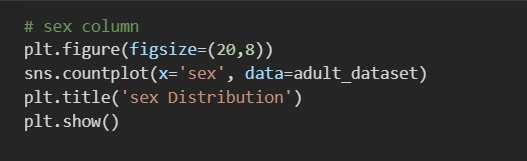 # sex column
plt.figure(figsize=(20,8))
sns.countplot(x='sex', data=adult_dataset)
plt.title('sex Distribution')
plt.show()